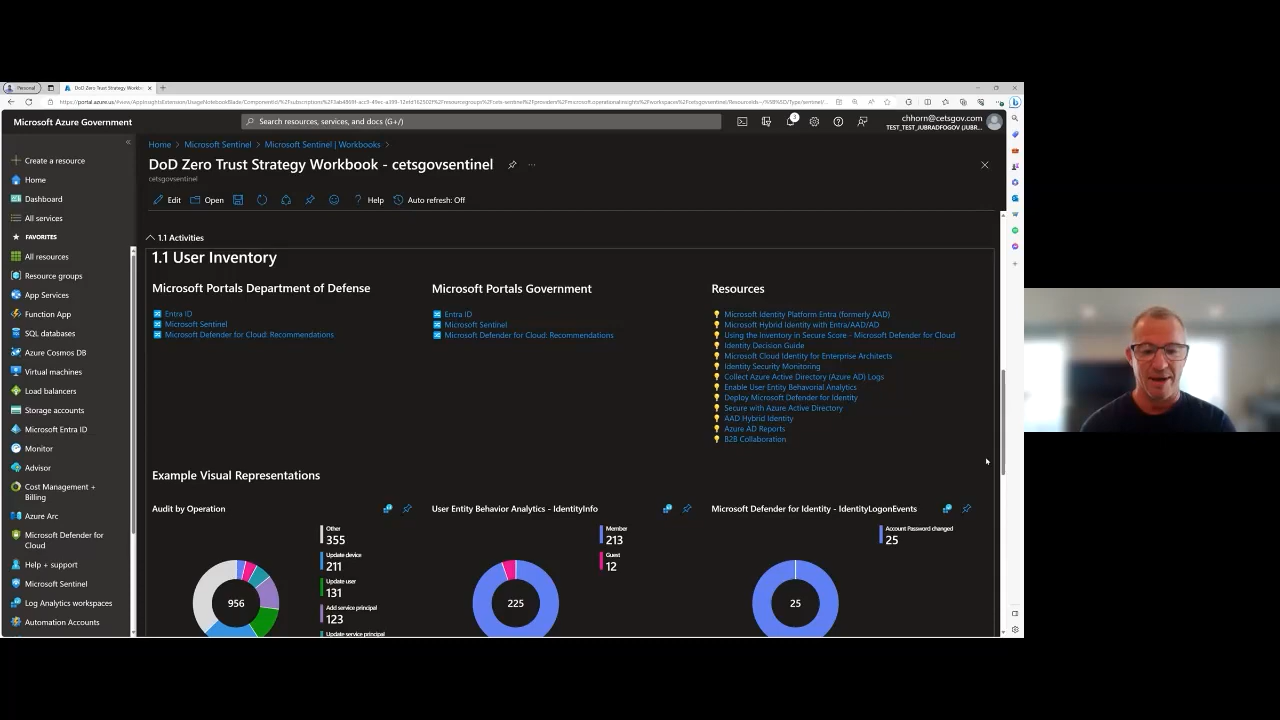 Personal
DoD Zero Trust Strategy Workb
Microsoft Azure Government
Search resources, services, and docs (G+/)
3
chhorn@cetsgov.com
TEST_TEST_JUBRADFOGOV (JUBR...
Home
Microsoft Sentinel
Microsoft Sentinel | Workbooks
DoD Zero Trust Strategy Workbook - cetsgovsentinel
cetsgovsentinel
Edit
Open
Help
Auto refresh: Off
Create a resource
Home
Dashboard
All services
FAVORITES
All resources
Resource groups
App Services
Function App
SQL databases
Azure Cosmos DB
Virtual machines
Load balancers
Storage accounts
Microsoft Entra ID
Monitor
Advisor
Cost Management +
Billing
Azure Arc
Microsoft Defender for
Cloud
Help + support
Microsoft Sentinel
Log Analytics workspaces
Automation Accounts
1.1 Activities
1.1 User Inventory
Microsoft Portals Department of Defense
Entra ID
Microsoft Sentinel
Microsoft Defender for Cloud: Recommendations
Microsoft Portals Government
Entra ID
Microsoft Sentinel
Microsoft Defender for Cloud: Recommendations
Resources
Microsoft Identity Platform Entra (formerly AAD)
Microsoft Hybrid Identity with Entra/AAD/AD
Using the Inventory in Secure Score - Microsoft Defender for Cloud
Identity Decision Guide
Microsoft Cloud Identity for Enterprise Architects
Identity Security Monitoring
Collect Azure Active Directory (Azure AD) Logs
Enable User Entity Behavorial Analytics
Deploy Microsoft Defender for Identity
Secure with Azure Active Directory
AAD Hybrid Identity
Azure AD Reports
B2B Collaboration
Example Visual Representations
Audit by Operation
956
Other
355
Update device
211
Update user
131
Add service principal
123
Update service principal
User Entity Behavior Analytics - IdentityInfo
225
Member
213
Guest
12
Microsoft Defender for Identity - IdentityLogonEvents
25
Account Password changed
25